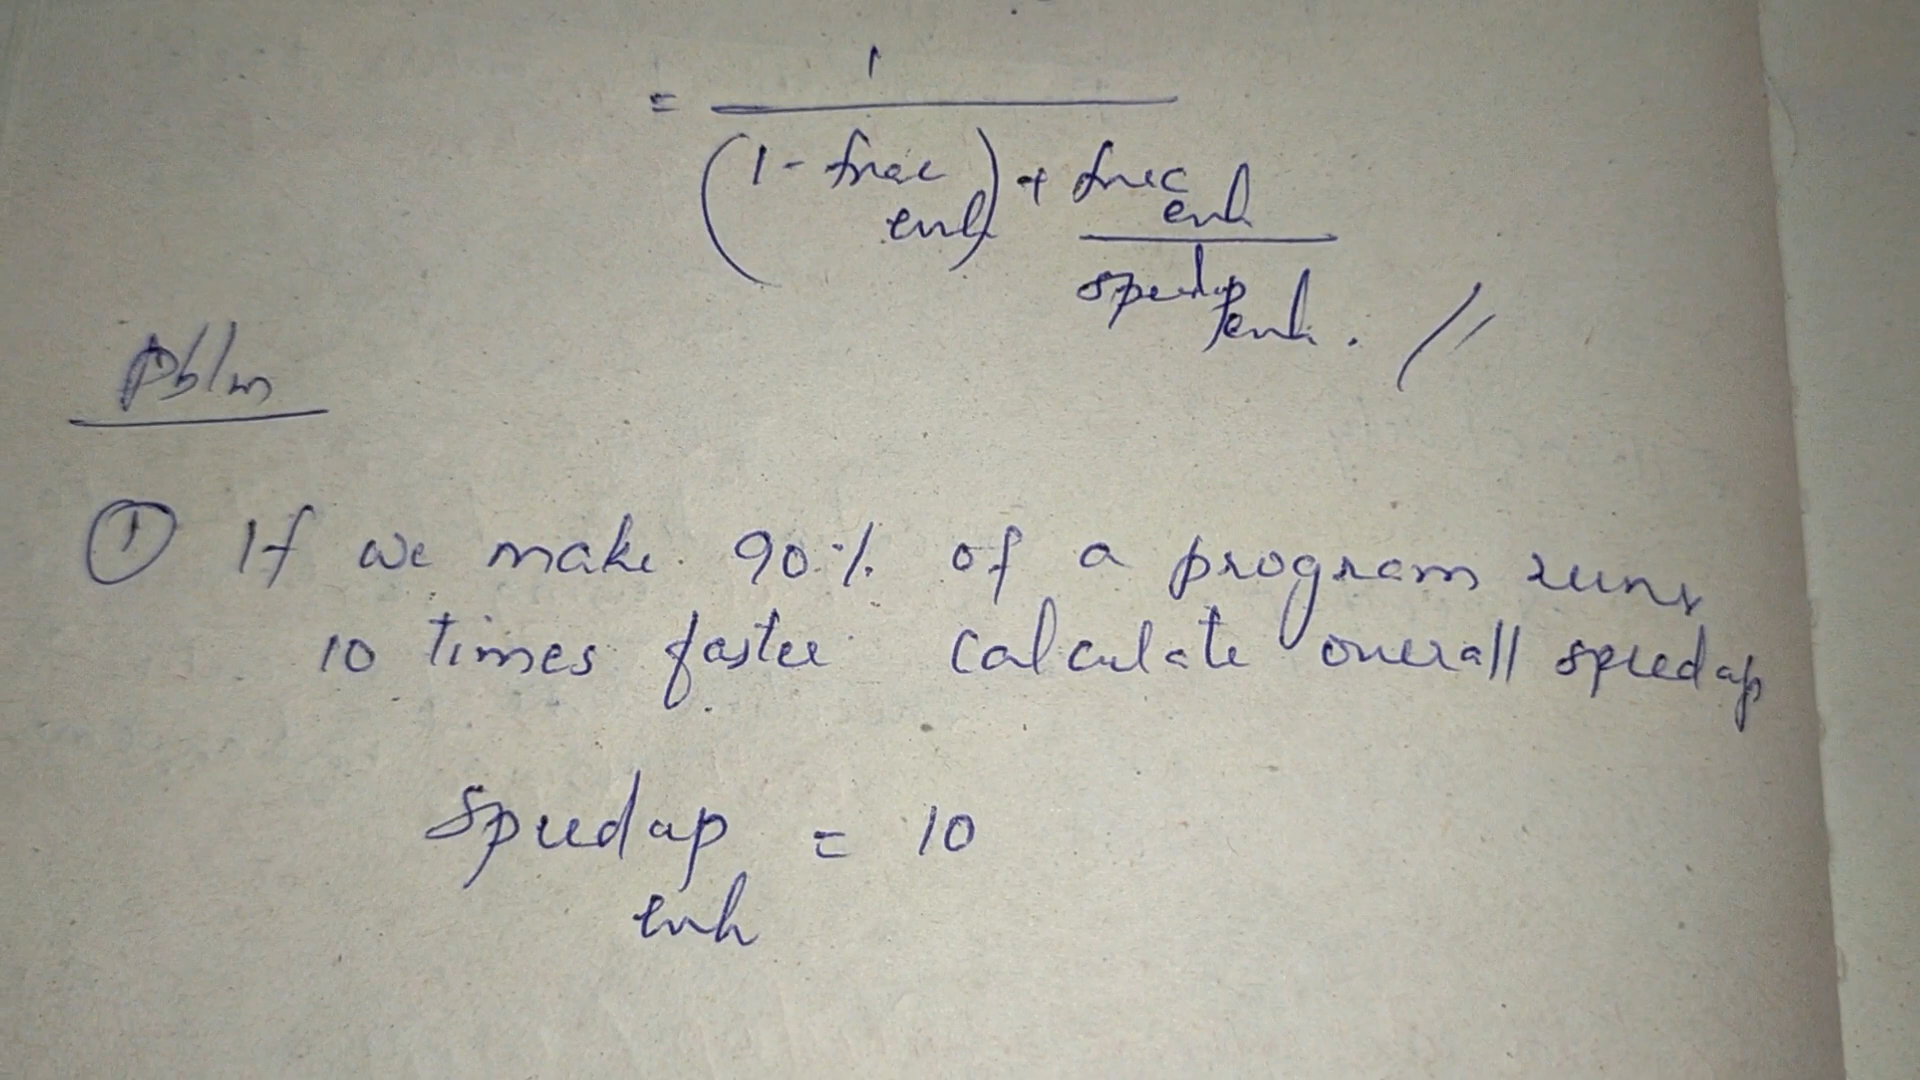 = 1
(1 - frac enh) + frac enh
speedup enh. //
Pblm
① If we make 90% of a program runs
10 times faster calculate overall speedup
Speedup = 10
enh